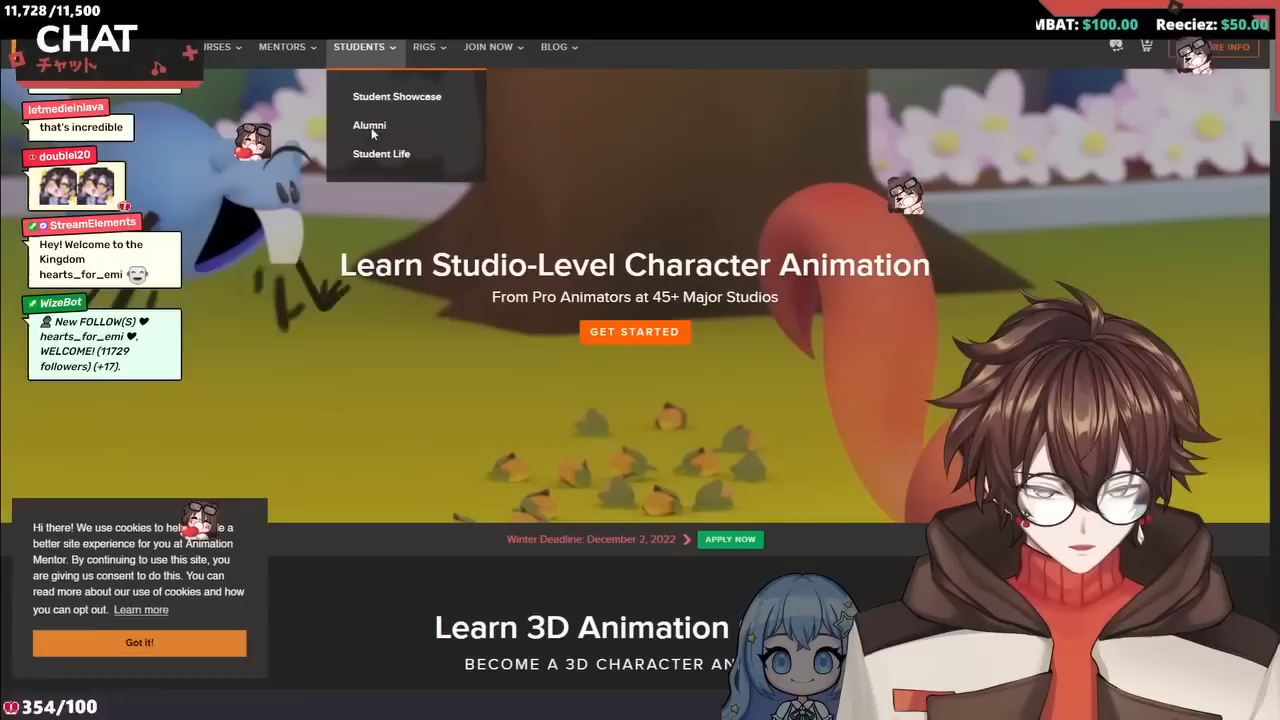 11,728/11,500
MBAT: $100.00 Reeciez: $50.00
CHAT
チャット
MENTORS
STUDENTS
RIGS
JOIN NOW
BLOG
INFO
Student Showcase
Alumni
Student Life
letmedieinlava
that's incredible
doublel20
StreamElements
Hey! Welcome to the
Kingdom
hearts_for_emi
WizeBot
New FOLLOW(S)
hearts_for_emi ,
WELCOME! (11729
followers) (+17).
Learn Studio-Level Character Animation
From Pro Animators at 45+ Major Studios
GET STARTED
Winter Deadline: December 2, 2022
APPLY NOW
Hi there! We use cookies to a
better site experience for you at Animation
Mentor. By continuing to use this site, you
are giving us consent to do this. You can
read more about our use of cookies and how
you can opt out. Learn more
Got it!
Learn 3D Animation
BECOME A 3D CHARACTER AN
354/100